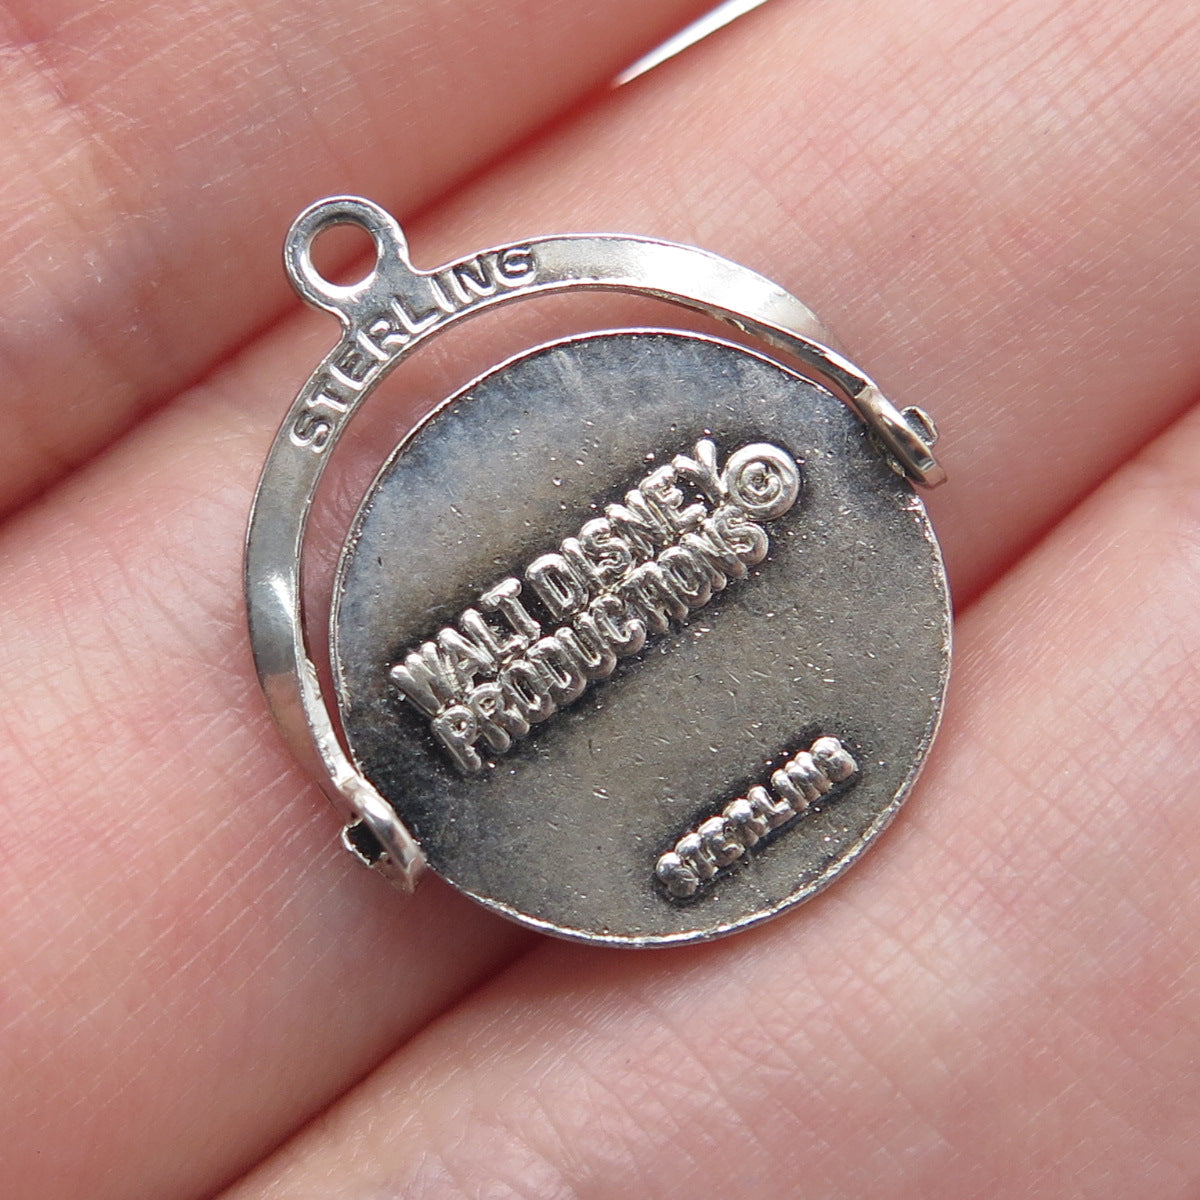 STERLING
WALT DISNEY ©
PRODUCTIONS
STERLING